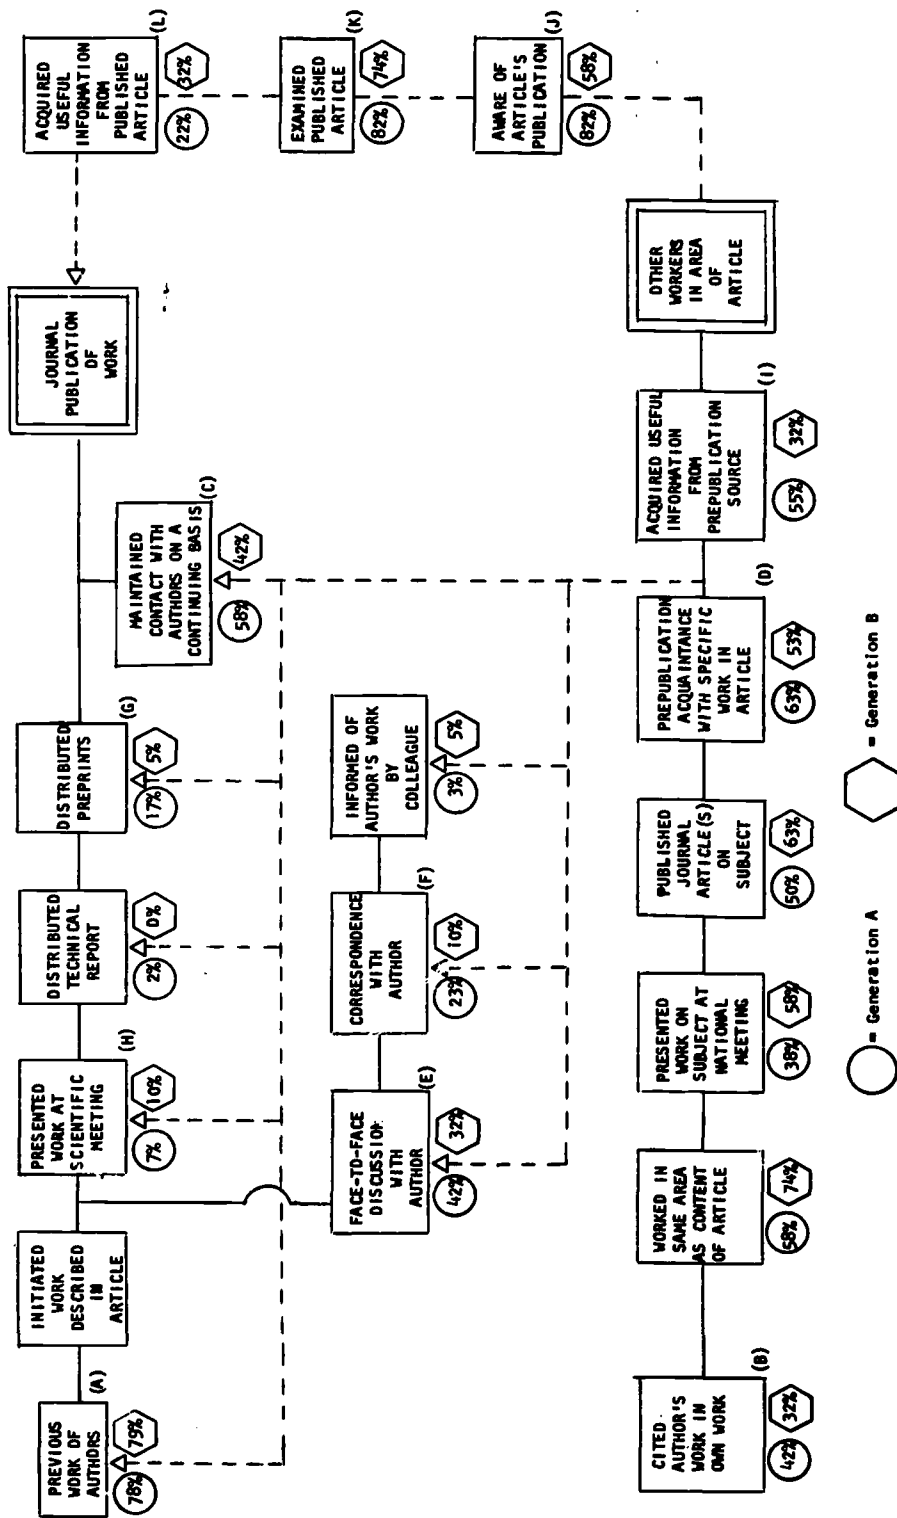 PREVIOUS
WORK OF
AUTHORS
(A)
78%
79%
INITIATED
WORK
DESCRIBED
IN
ARTICLE
PRESENTED
WORK AT
SCIENTIFIC
MEETING
(H)
7%
10%
DISTRIBUTED
TECHNICAL
REPORT
2%
0%
DISTRIBUTED
PREPRINTS
(G)
17%
5%
MAINTAINED
CONTACT WITH
AUTHORS ON A
CONTINUING BASIS
(C)
58%
42%
JOURNAL
PUBLICATION
OF
WORK
ACQUIRED
USEFUL
INFORMATION
FROM
PUBLISHED
ARTICLE
(L)
22%
32%
FACE-TO-FACE
DISCUSSION
WITH
AUTHOR
(E)
42%
32%
CORRESPONDENCE
WITH
AUTHOR
(F)
23%
10%
INFORMED OF
AUTHOR'S WORK
BY
COLLEAGUE
3%
5%
EXAMINED
PUBLISHED
ARTICLE
(K)
82%
74%
AWARE OF
ARTICLE'S
PUBLICATION
(J)
82%
58%
CITED
AUTHOR'S
WORK IN
OWN WORK
(B)
42%
32%
WORKED IN
SAME AREA
AS CONTENT
OF ARTICLE
58%
74%
PRESENTED
WORK ON
SUBJECT AT
NATIONAL
MEETING
38%
58%
PUBLISHED
JOURNAL
ARTICLE(S)
ON
SUBJECT
50%
63%
PREPUBLICATION
ACQUAINTANCE
WITH SPECIFIC
WORK IN
ARTICLE
(D)
63%
53%
ACQUIRED USEFUL
INFORMATION
FROM
PREPUBLICATION
SOURCE
(I)
55%
32%
OTHER
WORKERS
IN AREA
OF
ARTICLE
= Generation A
= Generation B